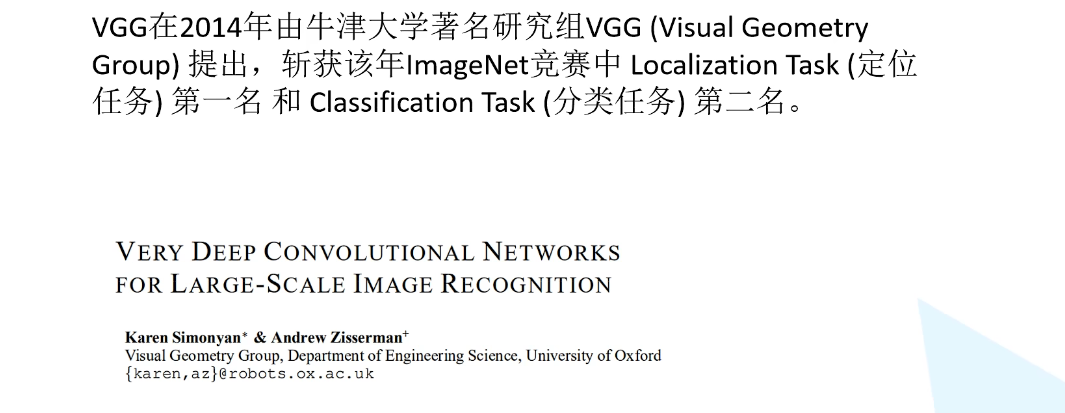 VGG在2014年由牛津大学著名研究组VGG (Visual Geometry
Group) 提出，斩获该年ImageNet竞赛中 Localization Task (定位
任务) 第一名 和 Classification Task (分类任务) 第二名。
VERY DEEP CONVOLUTIONAL NETWORKS
FOR LARGE-SCALE IMAGE RECOGNITION
Karen Simonyan* & Andrew Zisserman+
Visual Geometry Group, Department of Engineering Science, University of Oxford
{karen,az}@robots.ox.ac.uk